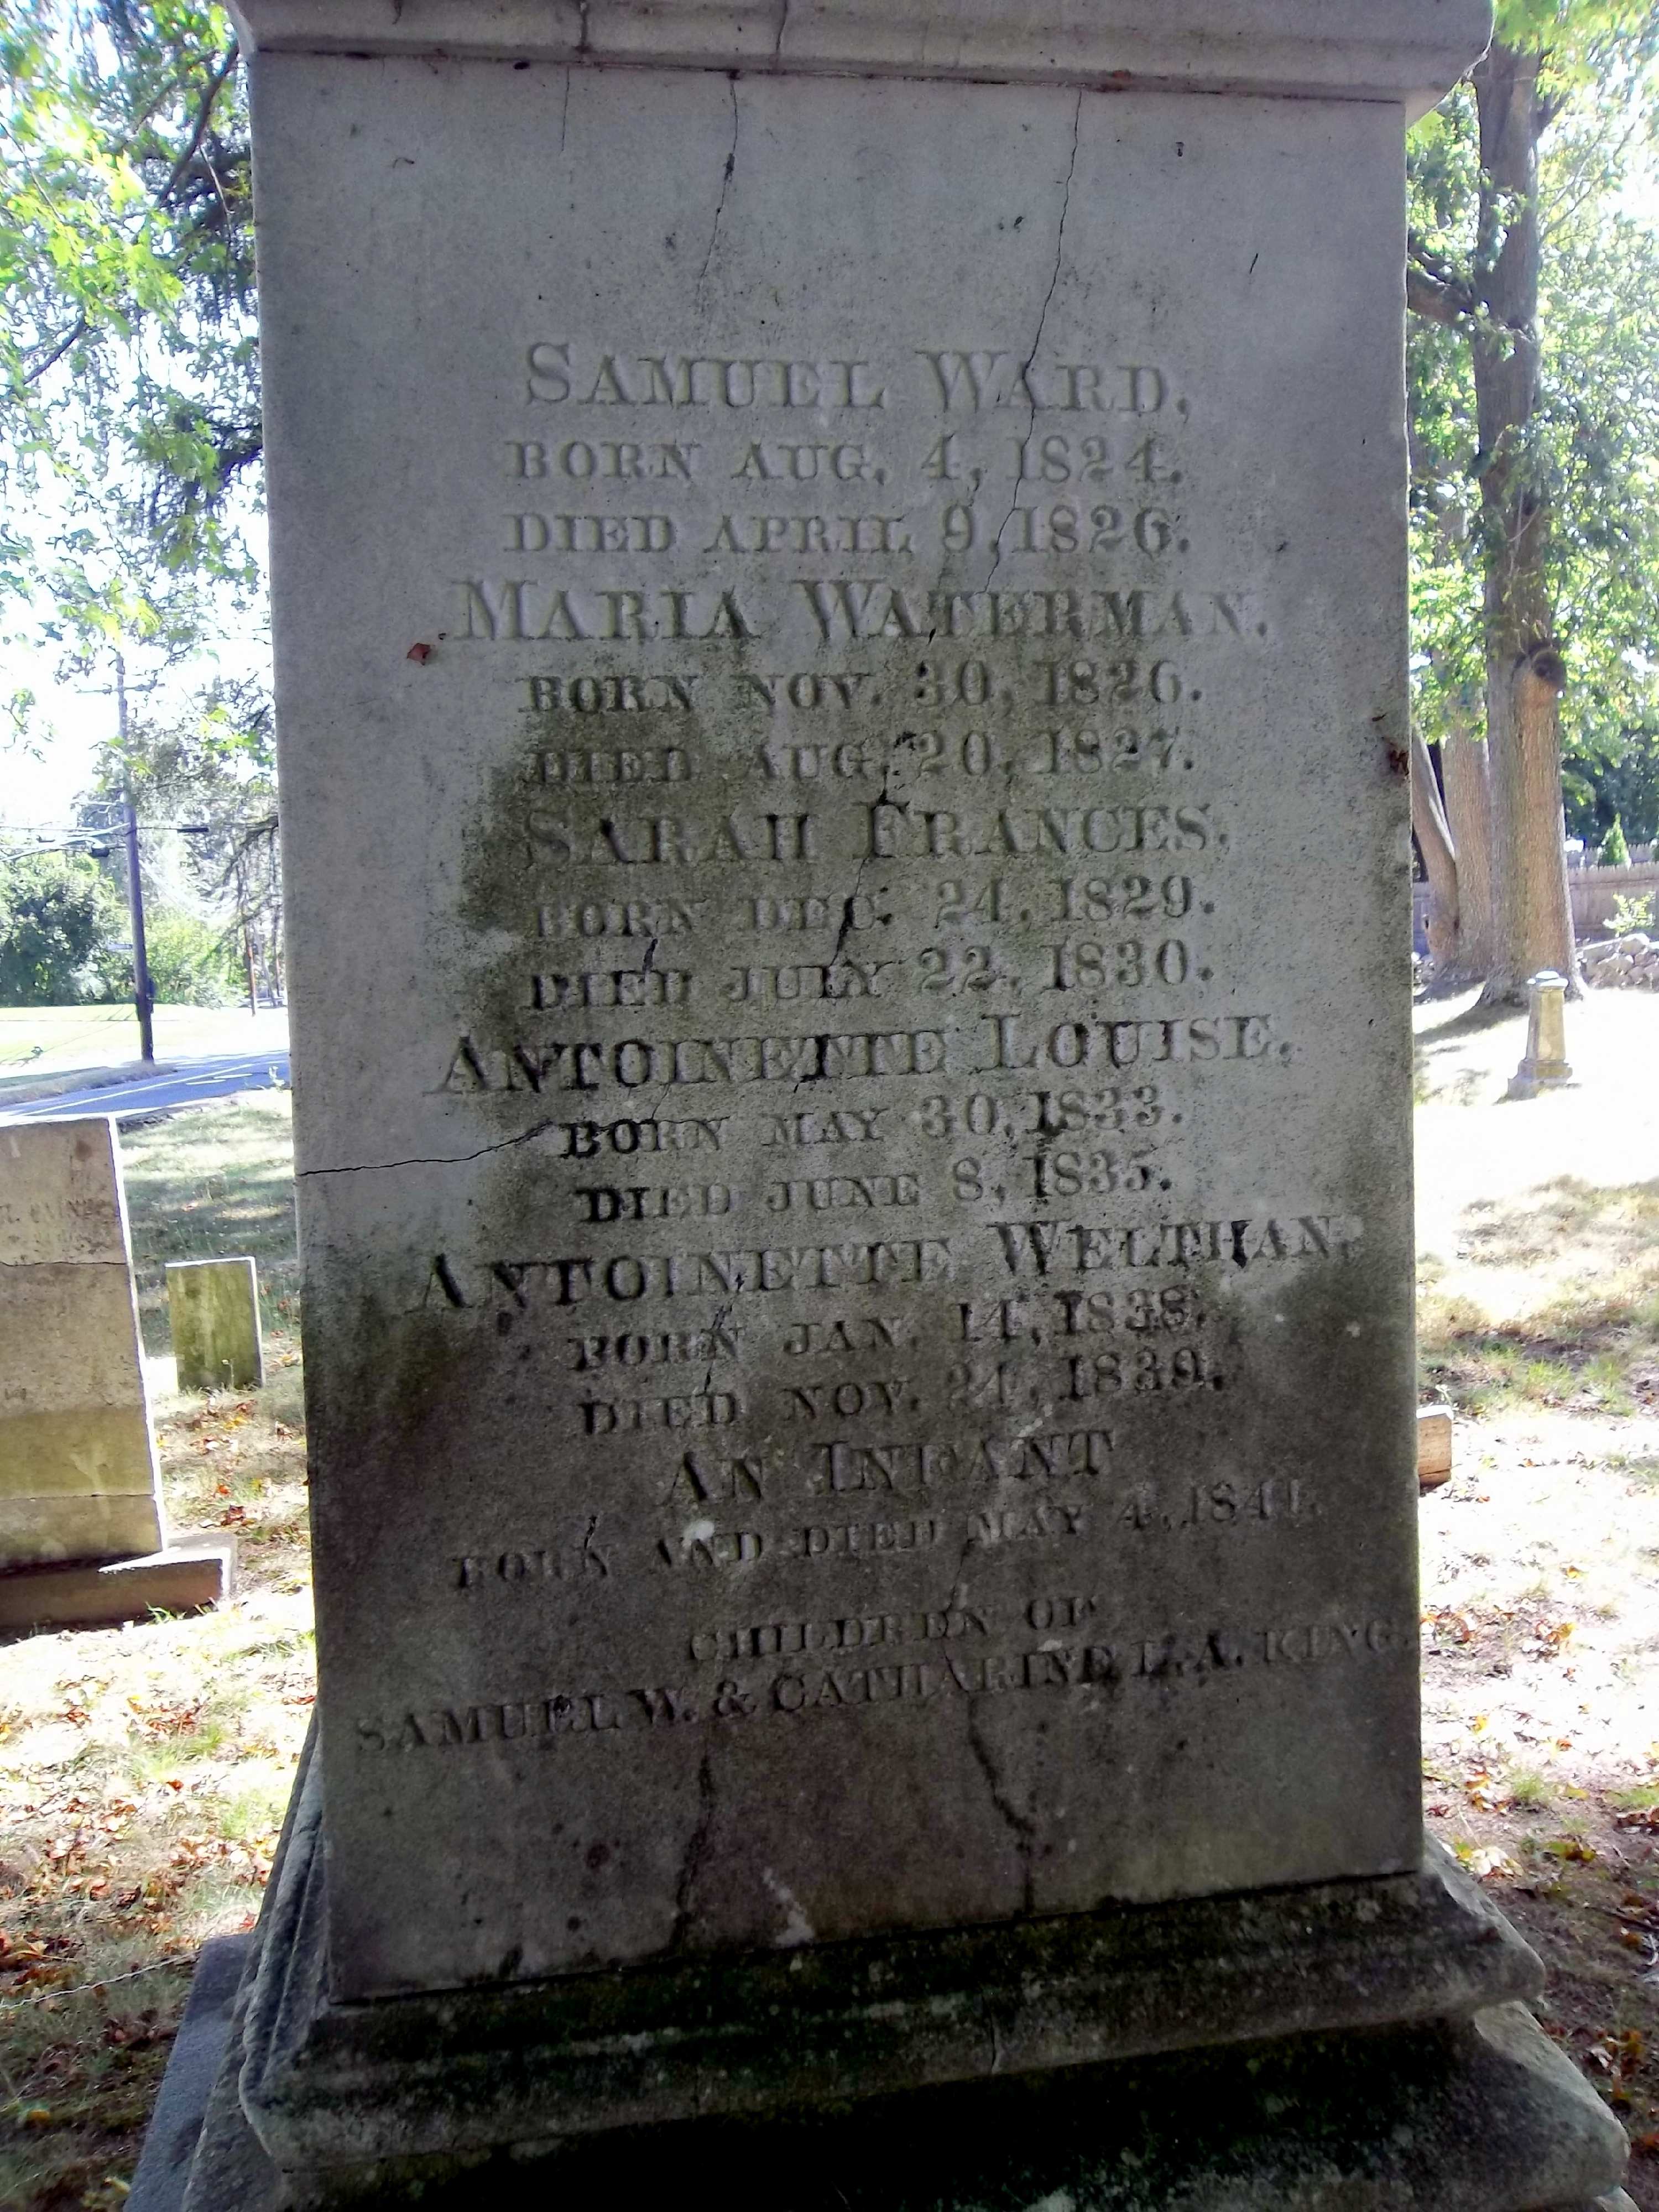 SAMUEL WARD,
BORN AUG. 4, 1824.
DIED APRIL 9, 1826.
MARIA WATERMAN,
BORN NOV. 30, 1826.
DIED AUG. 20, 1827.
SARAH FRANCES,
BORN DEC. 24, 1829.
DIED JULY 22, 1830.
ANTOINETTE LOUISE,
BORN MAY 30, 1833.
DIED JUNE 8, 1835.
ANTOINETTE WELTHAN,
BORN JAN. 14, 1838.
DIED NOV. 24, 1839.
AN INFANT
BORN AND DIED MAY 4, 1841.
CHILDREN OF
SAMUEL W. & CATHARINE L. A. KING.